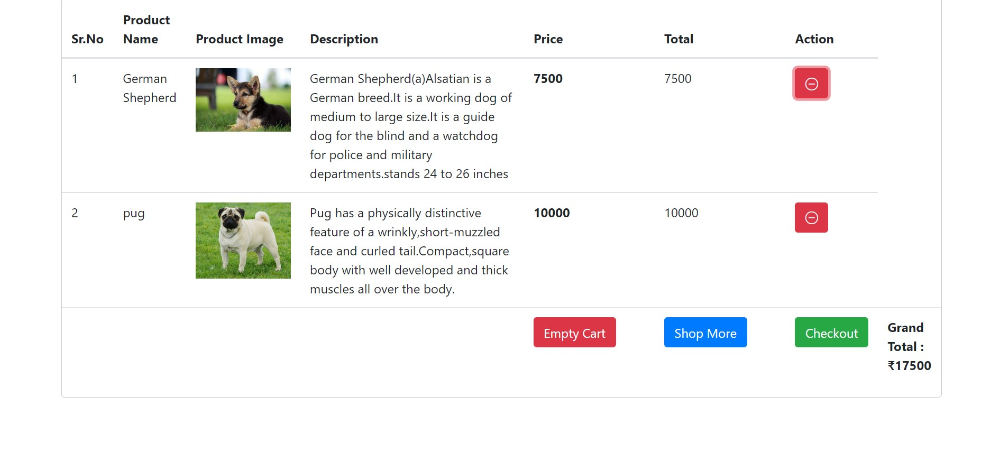 Sr.No Product Name Product Image Description Price Total Action
1 German Shepherd German Shepherd(a)Alsatian is a 7500 7500
German breed.It is a working dog of
medium to large size.It is a guide
dog for the blind and a watchdog
for police and military
departments.stands 24 to 26 inches
2 pug Pug has a physically distinctive 10000 10000
feature of a wrinkly,short-muzzled
face and curled tail.Compact,square
body with well developed and thick
muscles all over the body.
Empty Cart Shop More Checkout Grand
Total :
₹17500